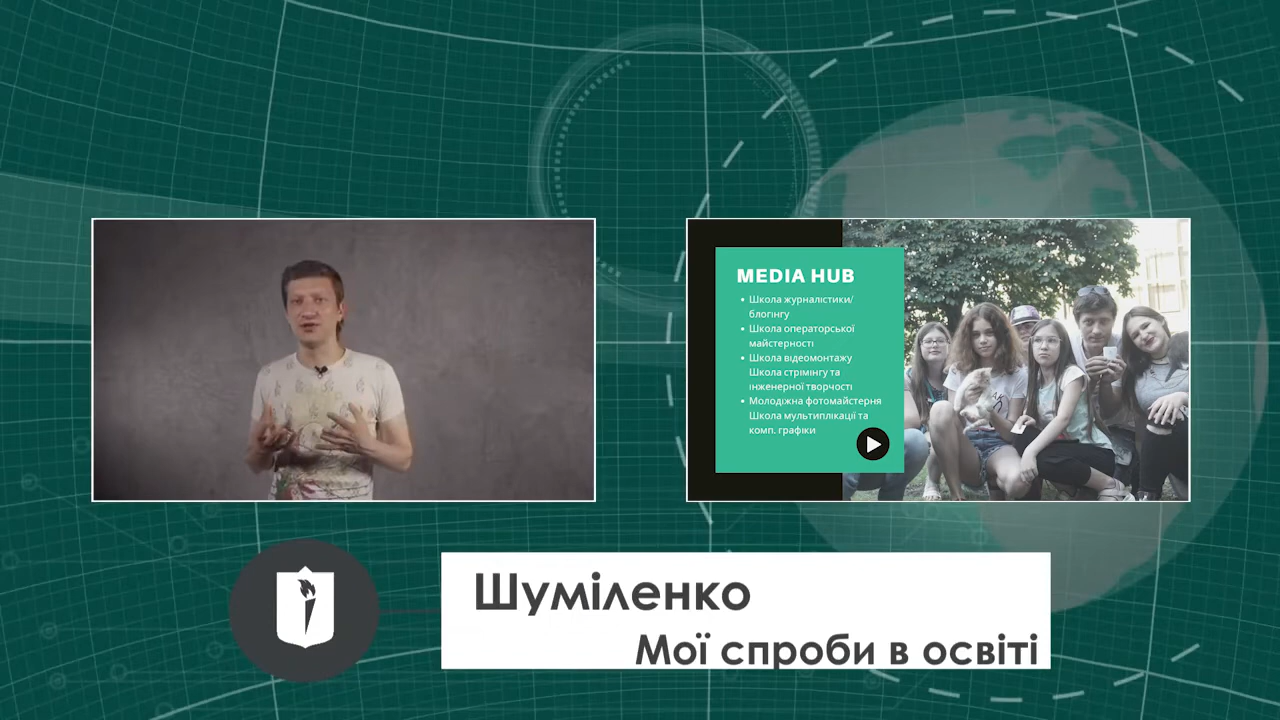 MEDIA HUB
• Школа журналістики/
блогінгу
• Школа операторської
майстерності
• Школа відеомонтажу
Школа стрімінгу та
інженерної творчості
• Молодіжна фотомайстерня
Школа мультиплікації та
комп. графіки
Шуміленко
Мої спроби в освіті